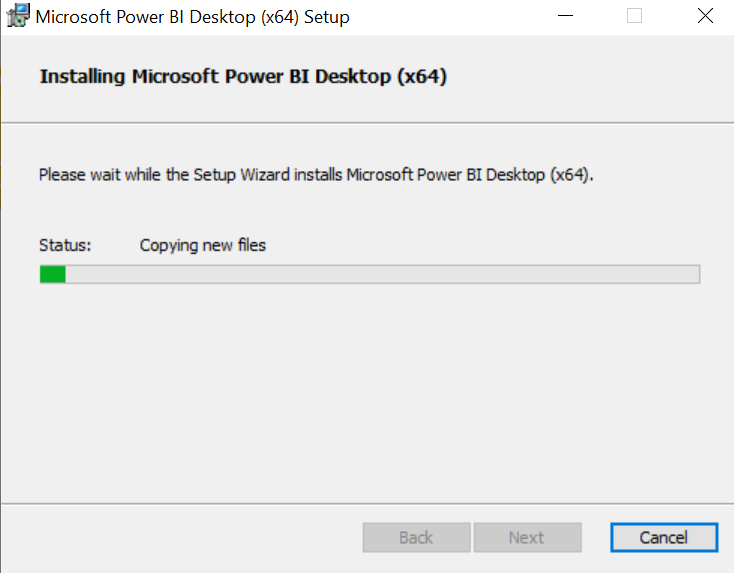 Microsoft Power BI Desktop (x64) Setup
Installing Microsoft Power BI Desktop (x64)
Please wait while the Setup Wizard installs Microsoft Power BI Desktop (x64).
Status: Copying new files
Back Next Cancel